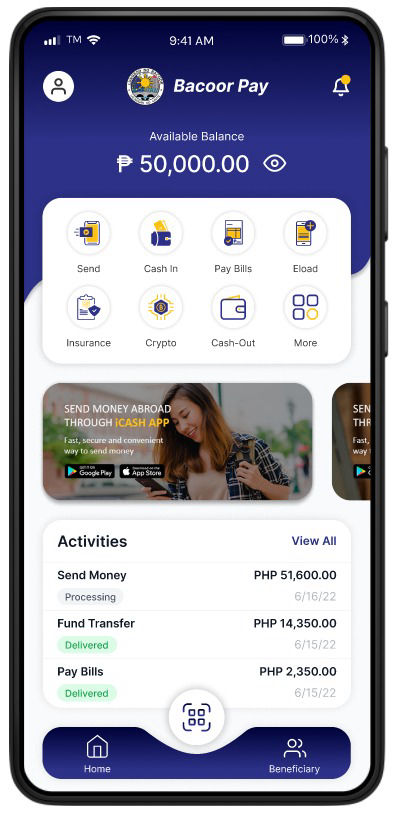 TM
9:41 AM
100%
Bacoor Pay
Available Balance
₱ 50,000.00
Send
Cash In
Pay Bills
Eload
Insurance
Crypto
Cash-Out
More
SEND MONEY ABROAD
THROUGH iCASH APP
Fast, secure and convenient
way to send money
GET IT ON
Google Play
Download on the
App Store
SEN
THR
Fast,
way t
Activities
View All
Send Money
PHP 51,600.00
Processing
6/16/22
Fund Transfer
PHP 14,350.00
Delivered
6/15/22
Pay Bills
PHP 2,350.00
Delivered
6/15/22
Home
Beneficiary